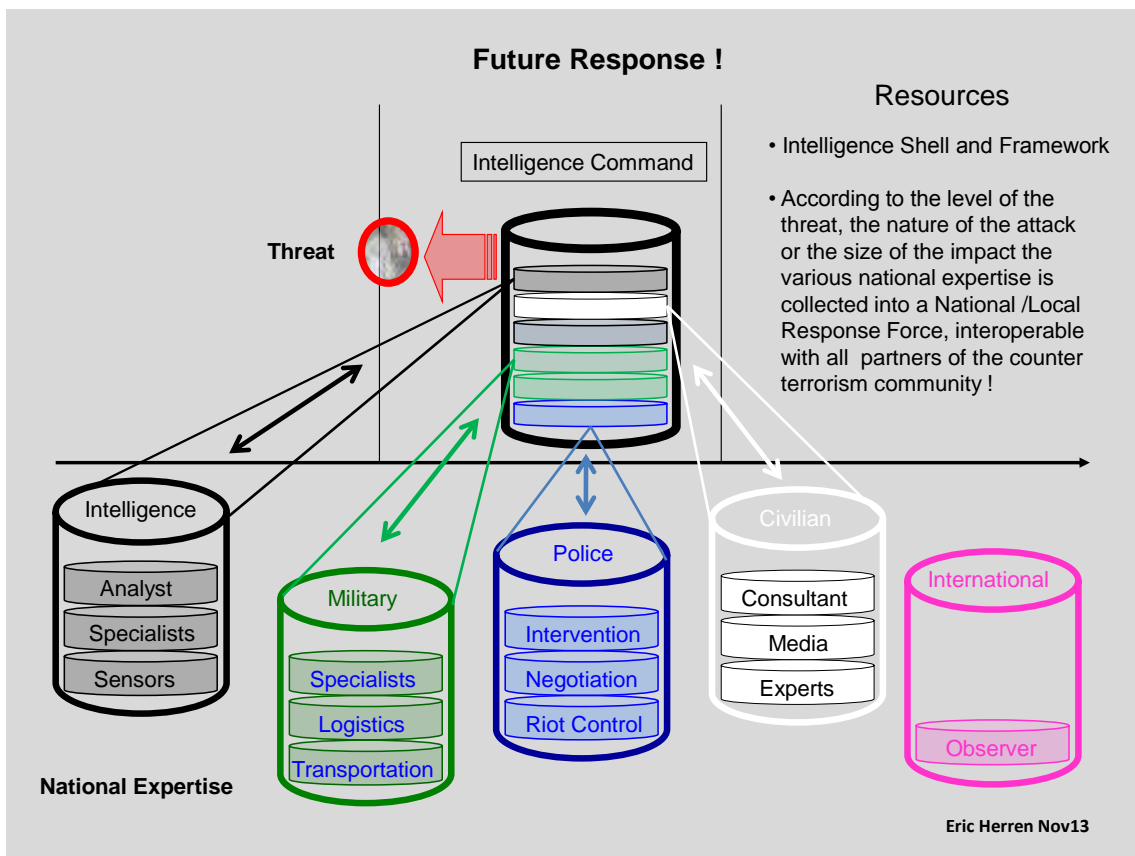 Future Response !
Resources
• Intelligence Shell and Framework
• According to the level of the
threat, the nature of the attack
or the size of the impact the
various national expertise is
collected into a National /Local
Response Force, interoperable
with all partners of the counter
terrorism community !
Intelligence Command
Threat
Intelligence
Analyst
Specialists
Sensors
Military
Specialists
Logistics
Transportation
Police
Intervention
Negotiation
Riot Control
Civilian
Consultant
Media
Experts
International
Observer
National Expertise
Eric Herren Nov13